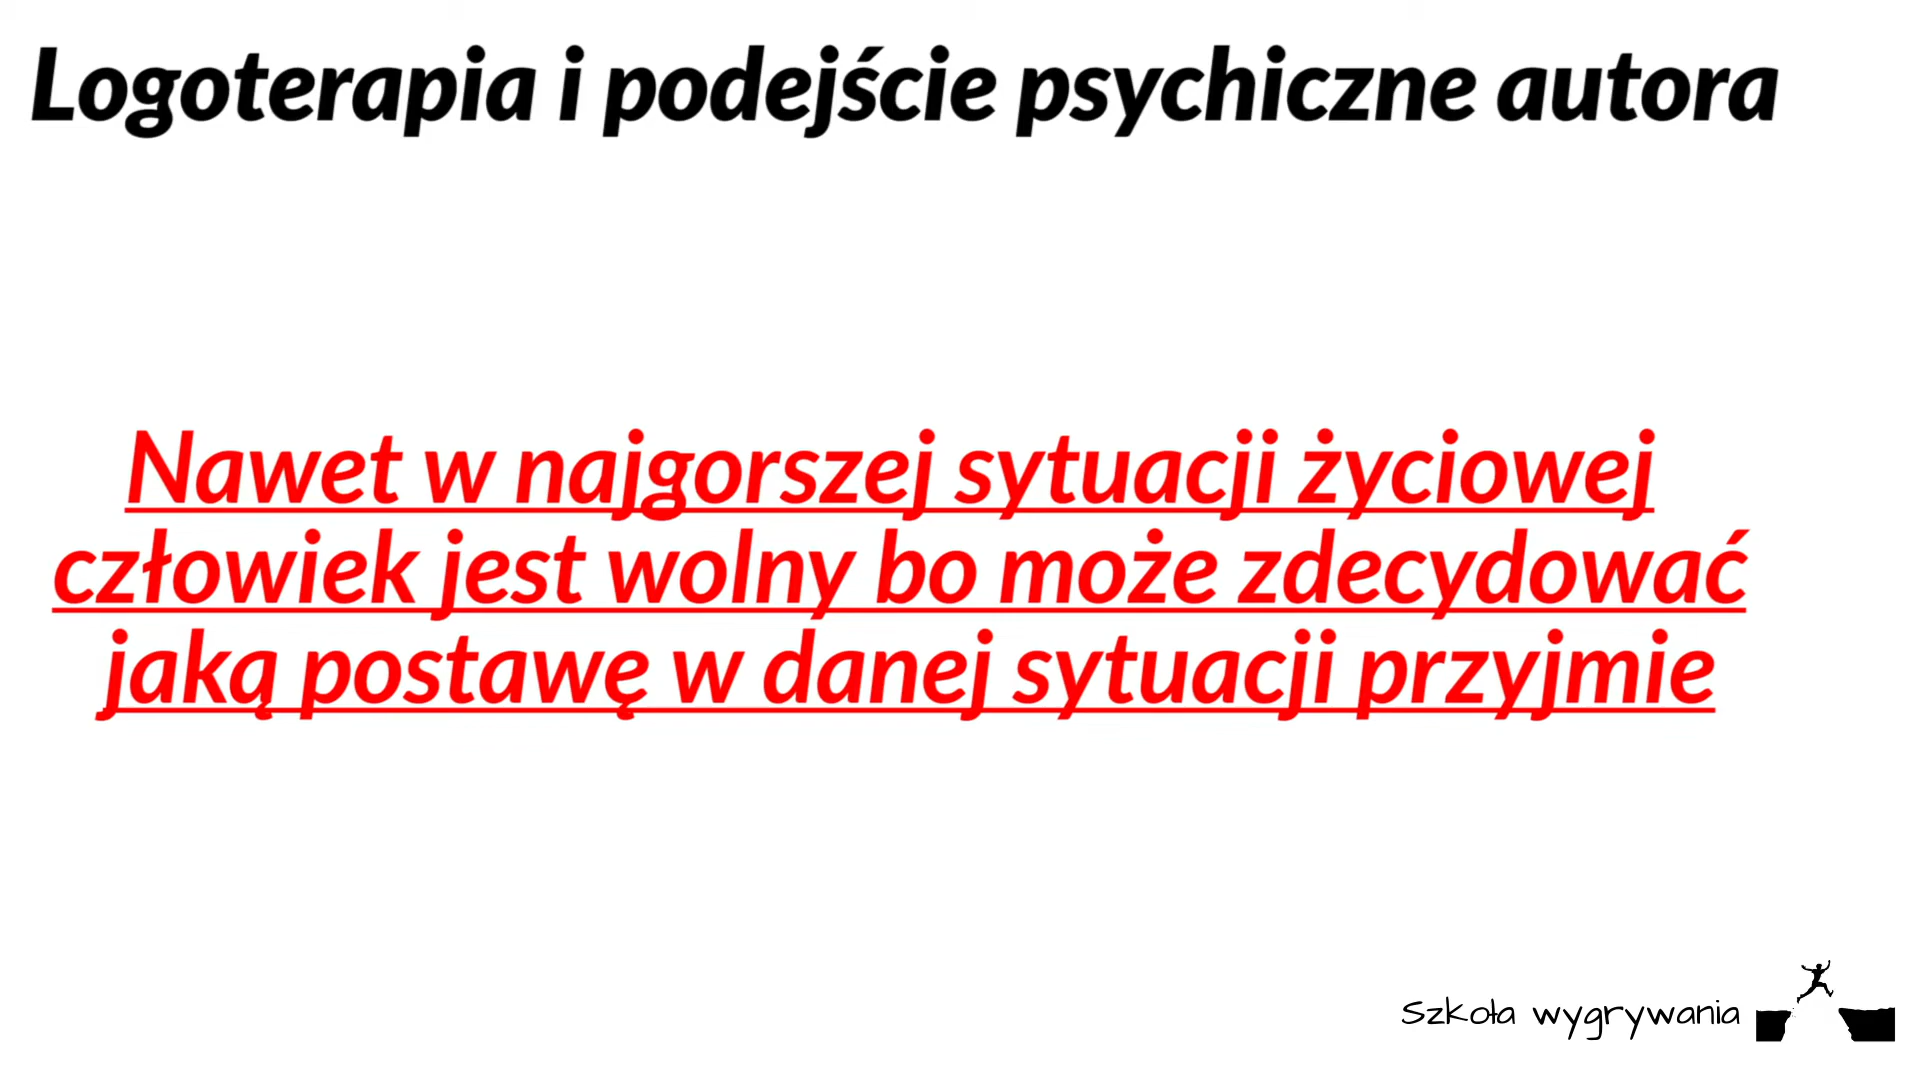 Logoterapia i podejście psychiczne autora
Nawet w najgorszej sytuacji życiowej
człowiek jest wolny bo może zdecydować
jaką postawę w danej sytuacji przyjmie
Szkoła wygrywania